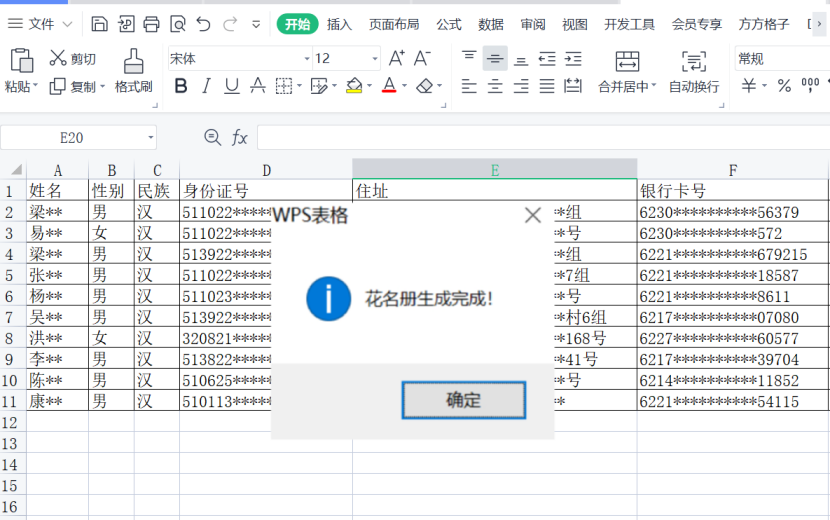 文件 开始 插入 页面布局 公式 数据 审阅 视图 开发工具 会员专享 方方格子 [
粘贴 剪切 复制 格式刷 宋体 12 A+ A- B I U A A 合并居中 自动换行 常规 ¥ %
E20 fx
A B C D E F
1 姓名 性别 民族 身份证号 住址 银行卡号
2 梁** 男 汉 511022***** **组 6230**********56379
3 易** 女 汉 511022***** **号 6230**********572
4 梁** 男 汉 513922***** **组 6221**********679215
5 张** 男 汉 511022***** **7组 6221**********18587
6 杨** 男 汉 511023***** **号 6221**********8611
7 吴** 男 汉 513922***** **村6组 6217**********07080
8 洪** 女 汉 320821***** **168号 6227**********60577
9 李** 男 汉 513822***** **41号 6217**********39704
10 陈** 男 汉 510625***** **号 6214**********11852
11 康** 男 汉 510113***** ** 6221**********54115
12
13
14
15
16
WPS表格
花名册生成完成!
确定